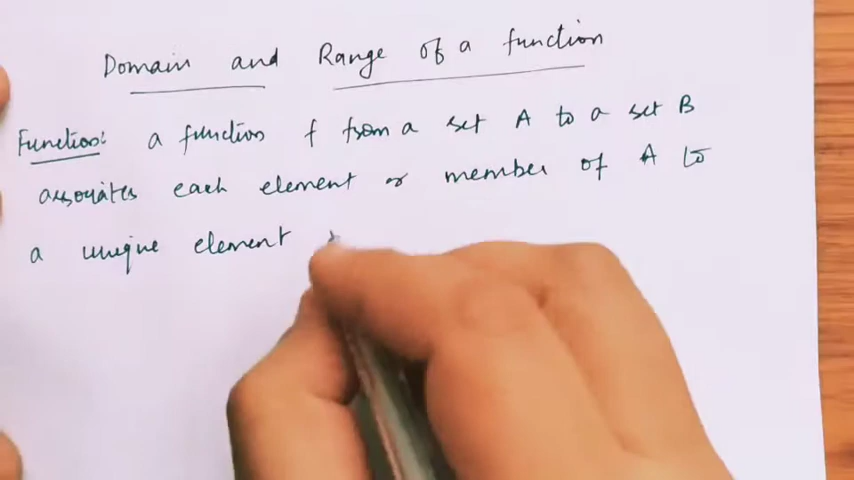 Domain and Range of a function
Function: a function f from a set A to a set B
associates each element or member of A to
a unique element